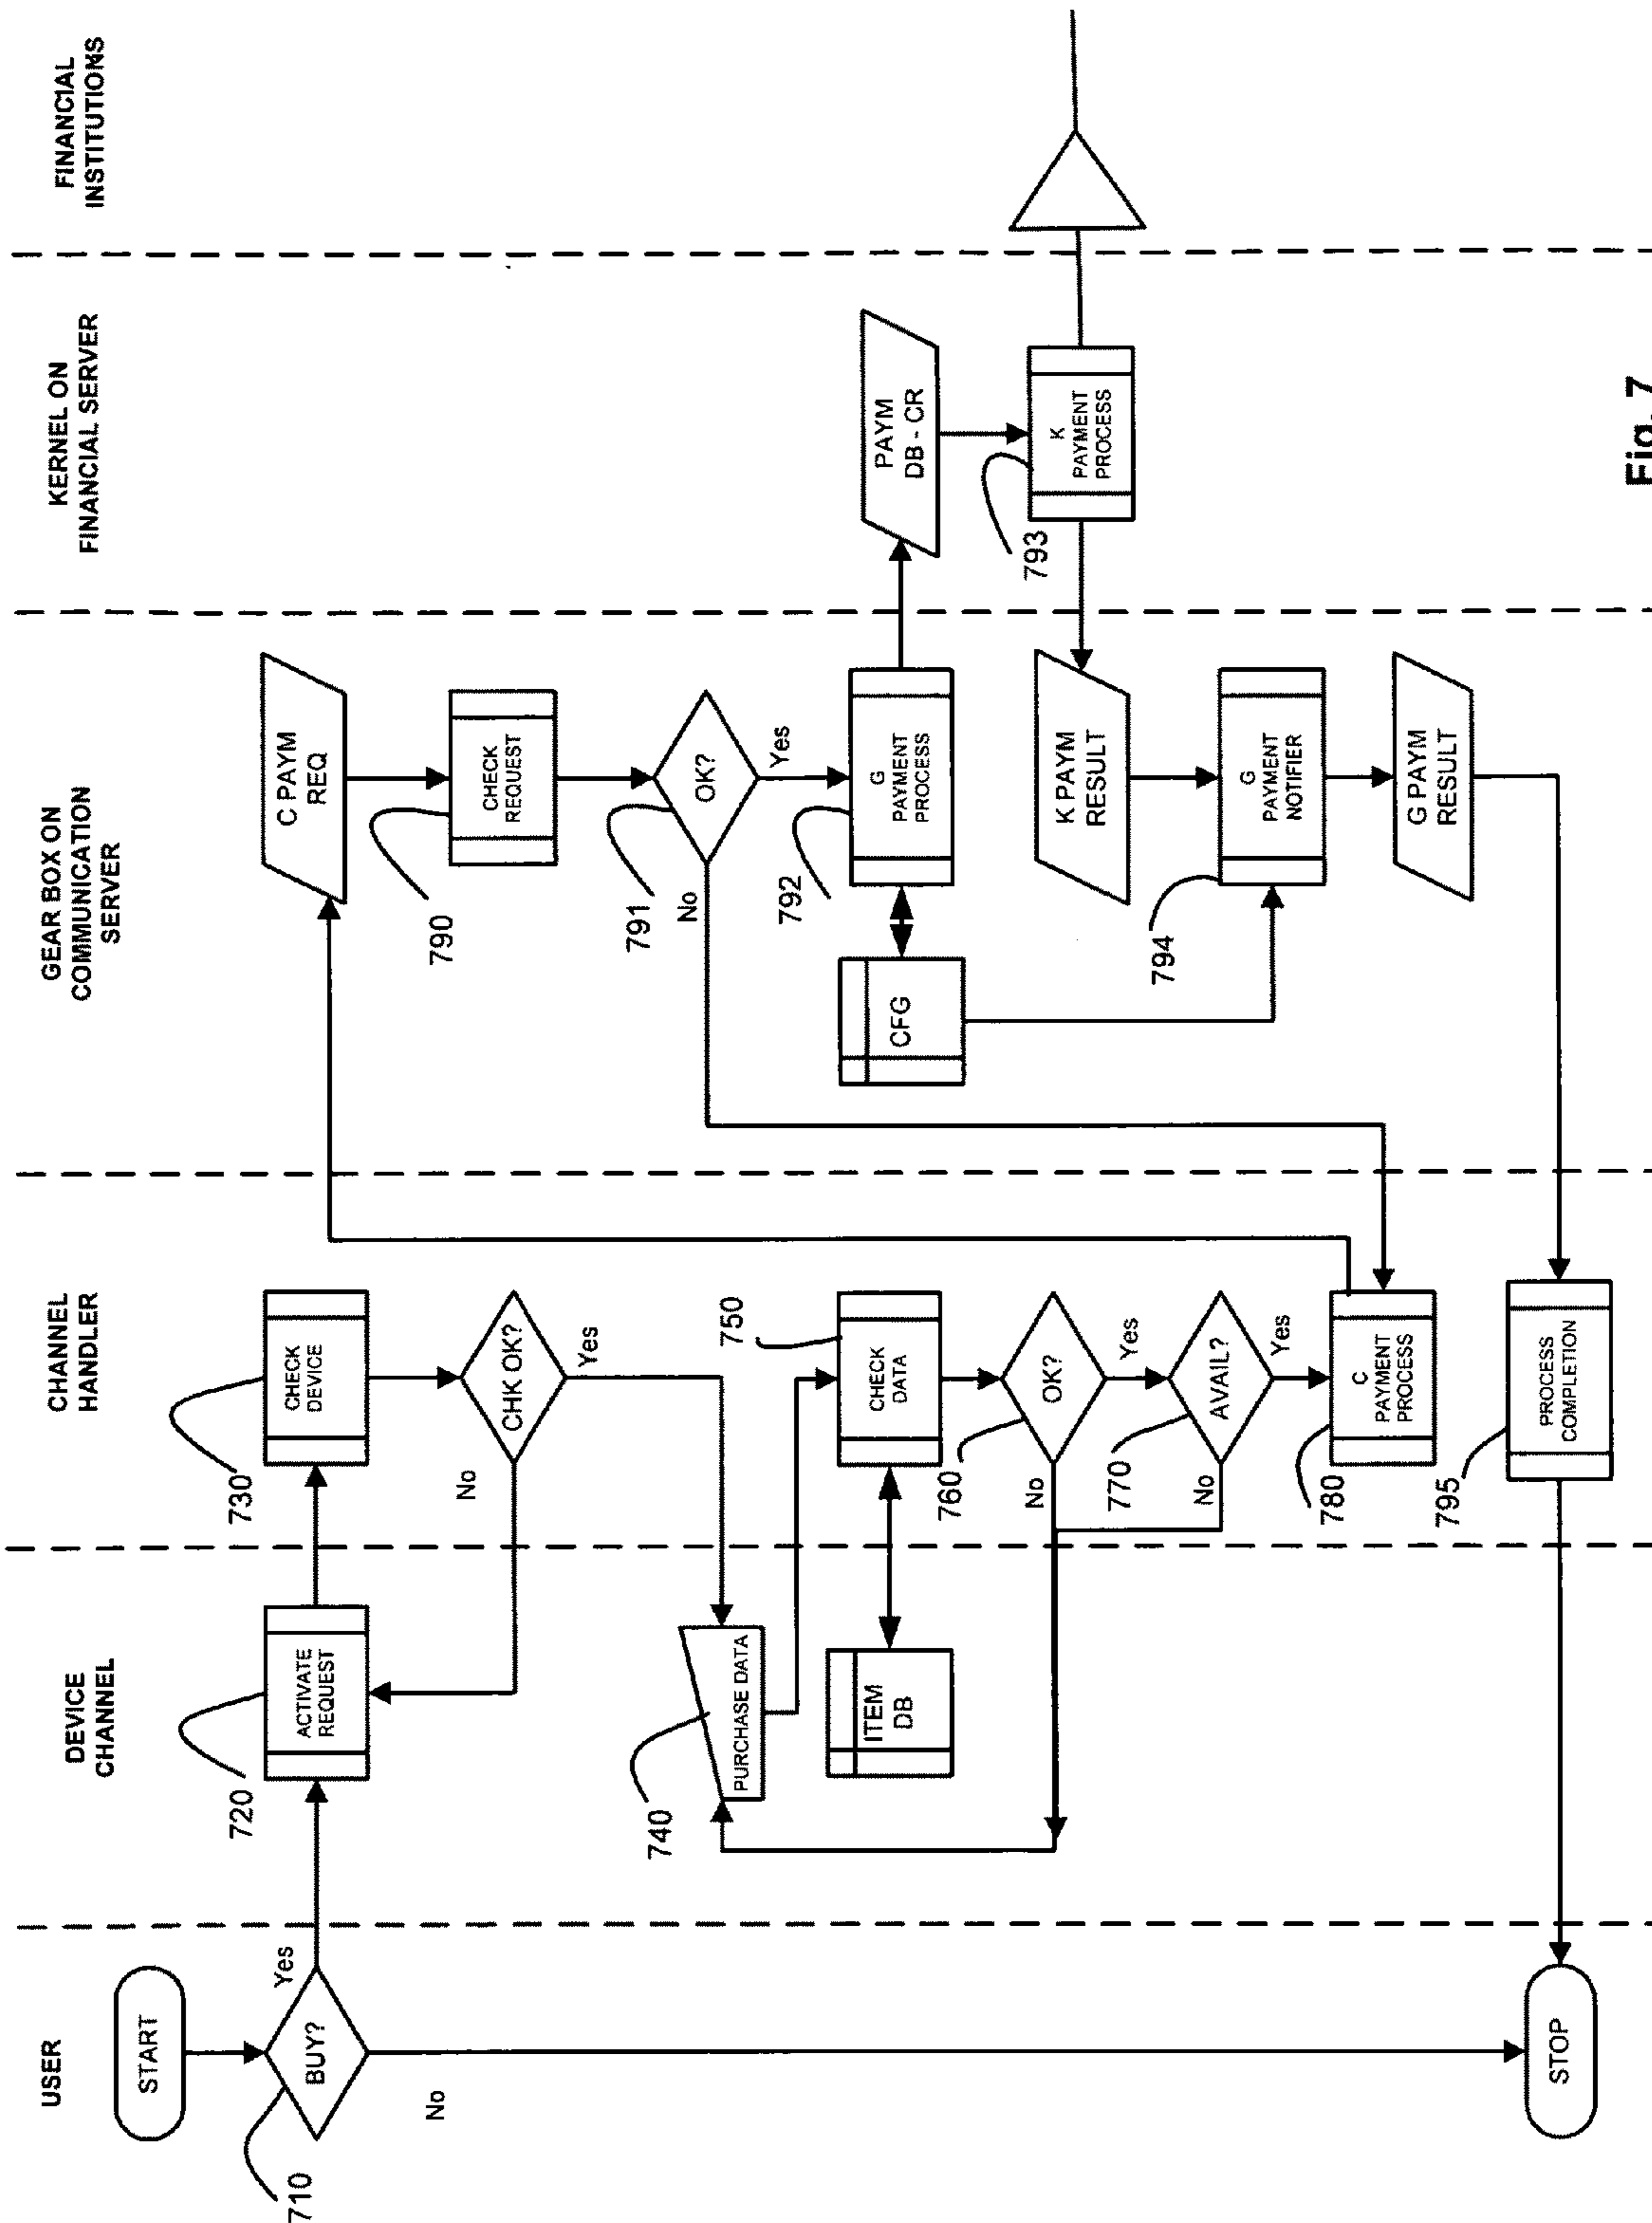 USER
DEVICE
CHANNEL
CHANNEL
HANDLER
GEAR BOX ON
COMMUNICATION
SERVER
KERNEL ON
FINANCIAL SERVER
FINANCIAL
INSTITUTIONS
START
BUY?
Yes
No
710
STOP
ACTIVATE
REQUEST
720
CHECK
DEVICE
730
CHK OK?
No
Yes
PURCHASE DATA
740
ITEM
DB
CHECK
DATA
750
OK?
760
No
Yes
AVAIL?
770
No
Yes
C
PAYMENT
PROCESS
780
PROCESS
COMPLETION
795
C PAYM
REQ
CHECK
REQUEST
790
OK?
791
No
Yes
G
PAYMENT
PROCESS
792
CFG
PAYM
DB - CR
K
PAYMENT
PROCESS
793
K PAYM
RESULT
G
PAYMENT
NOTIFIER
794
G PAYM
RESULT
Fig. 7